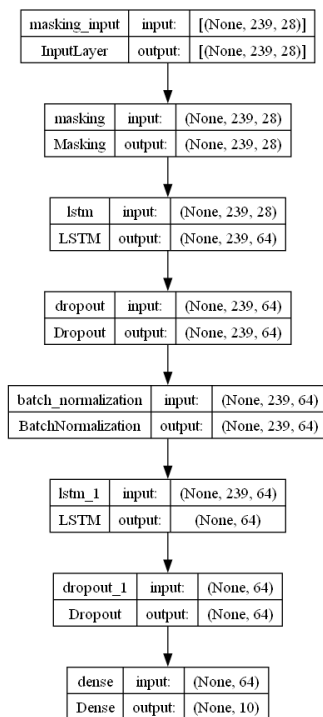 masking_input input: [(None, 239, 28)]
InputLayer output: [(None, 239, 28)]
masking input: (None, 239, 28)
Masking output: (None, 239, 28)
lstm input: (None, 239, 28)
LSTM output: (None, 239, 64)
dropout input: (None, 239, 64)
Dropout output: (None, 239, 64)
batch_normalization input: (None, 239, 64)
BatchNormalization output: (None, 239, 64)
lstm_1 input: (None, 239, 64)
LSTM output: (None, 64)
dropout_1 input: (None, 64)
Dropout output: (None, 64)
dense input: (None, 64)
Dense output: (None, 10)